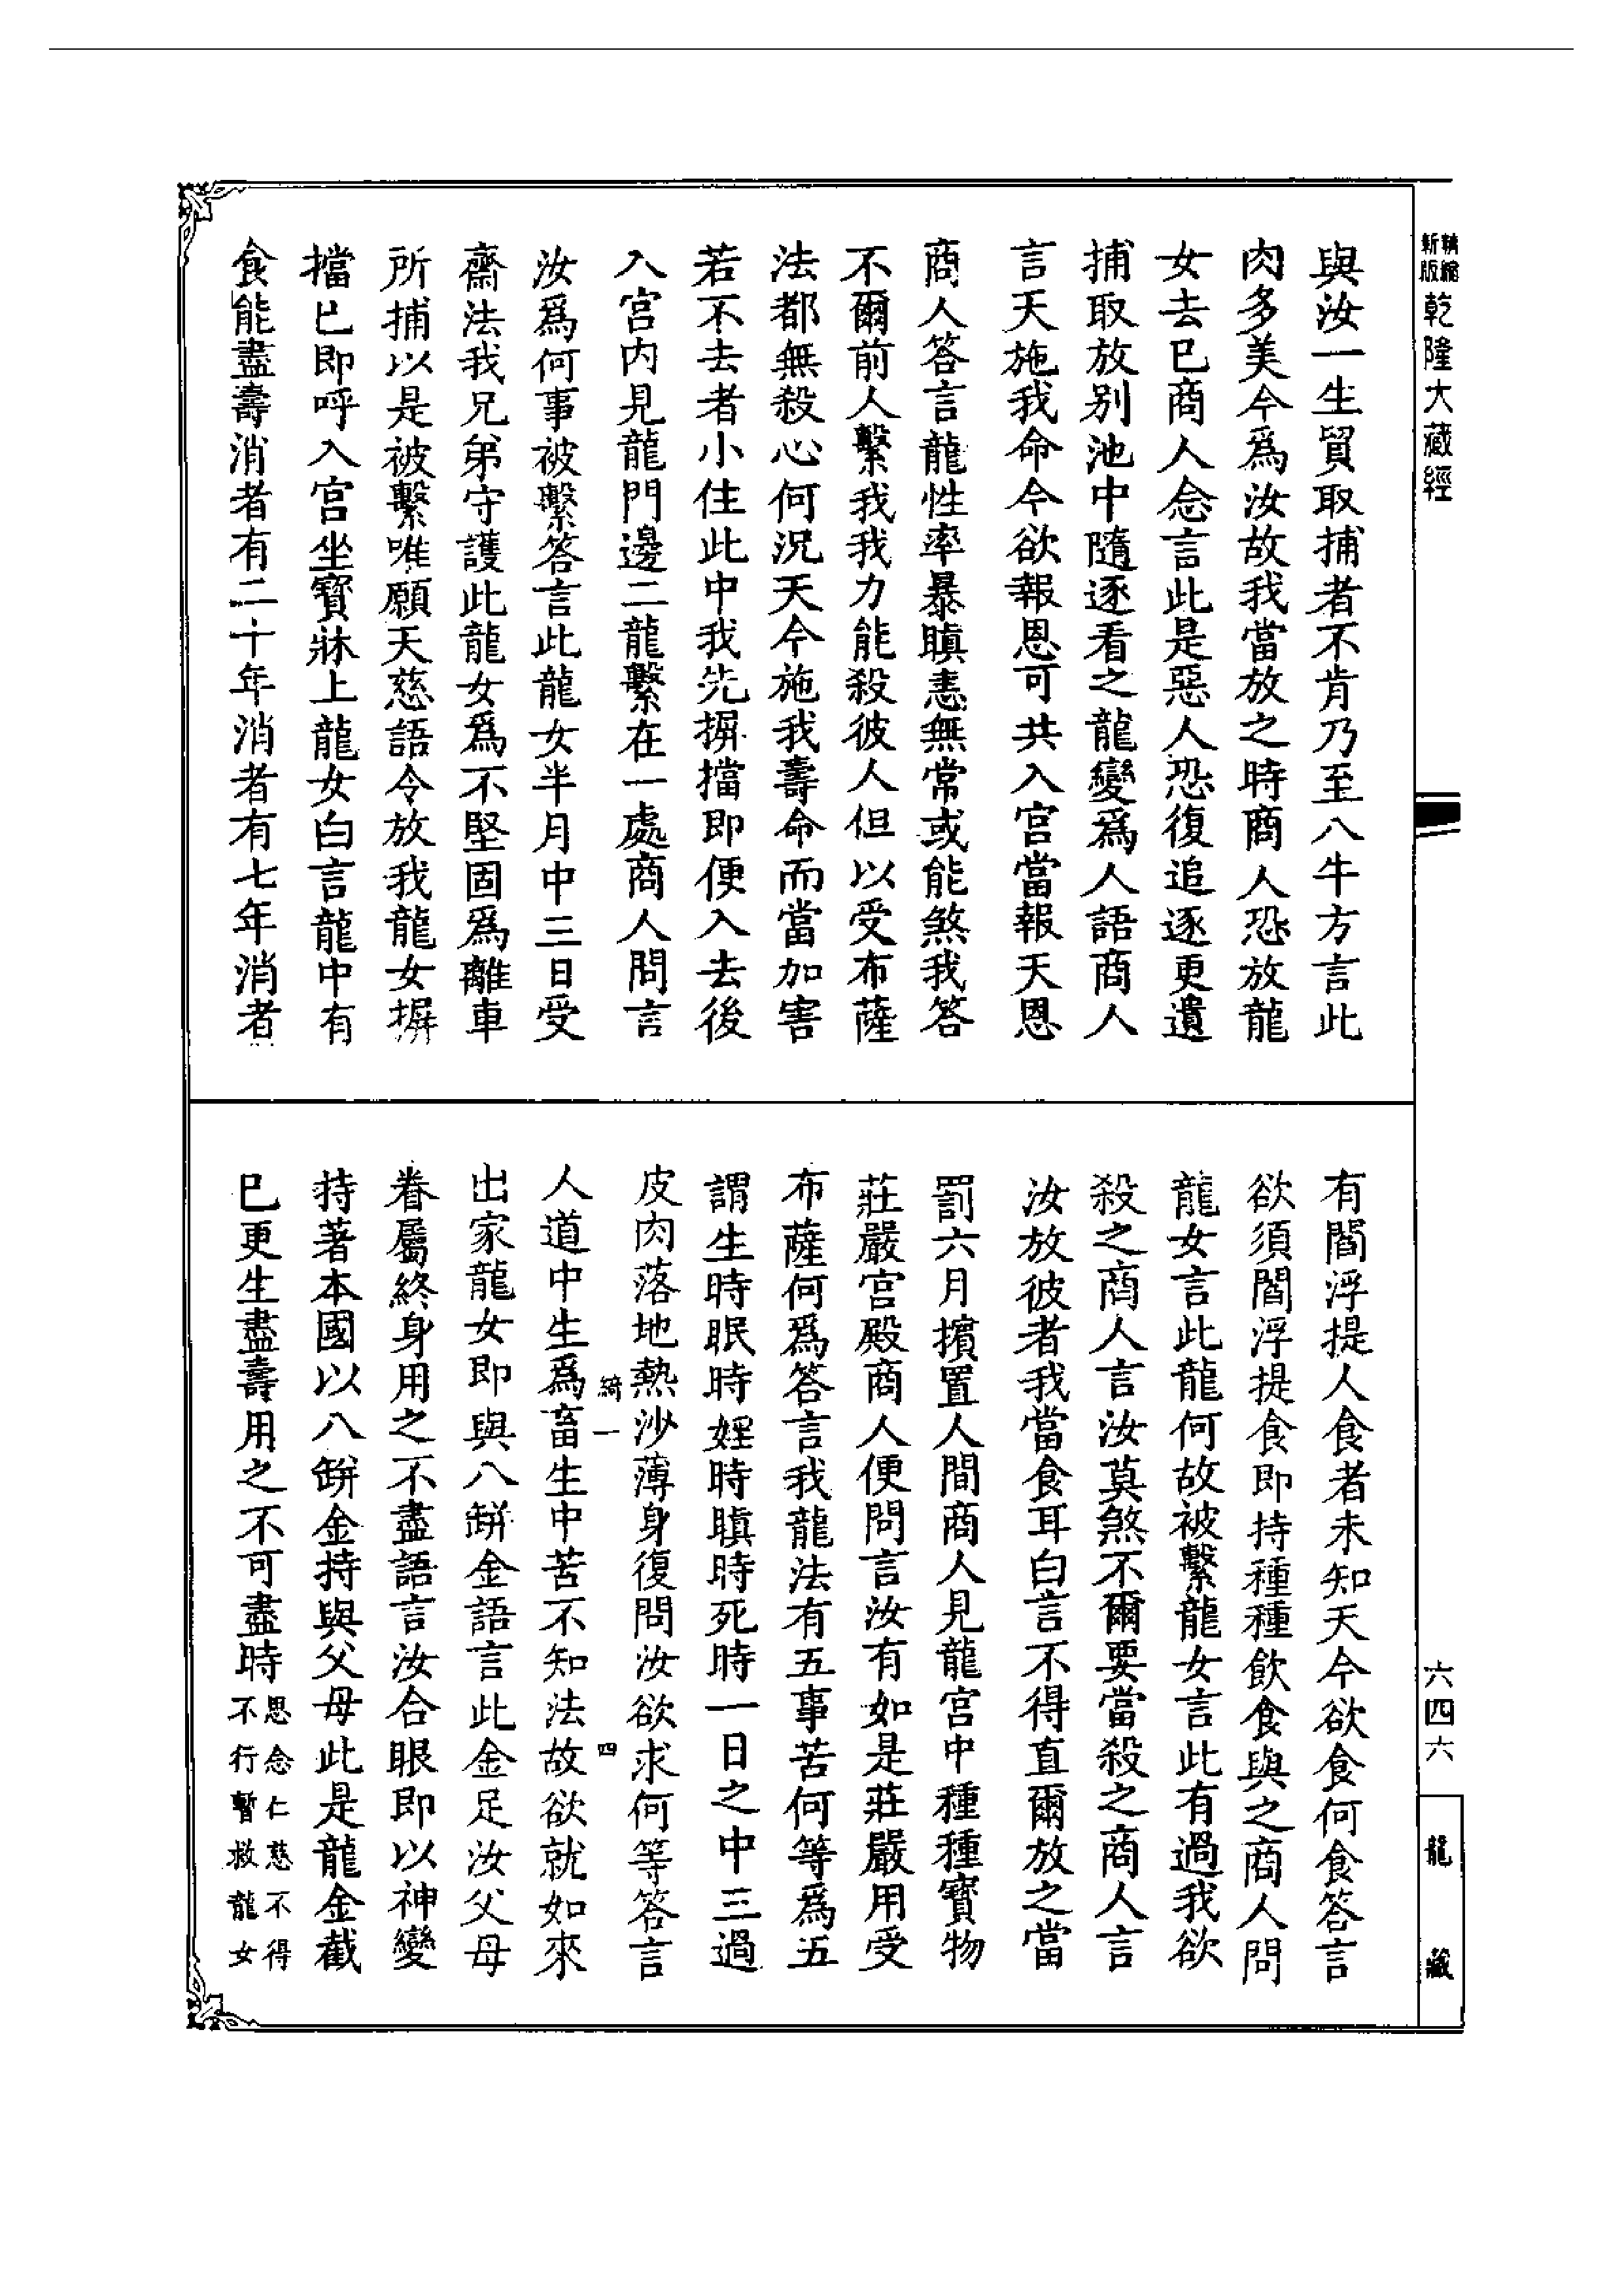 新版精縮乾隆大藏經
與汝一生貿取捕者不肯乃至八牛方言此
肉多美今爲汝故我當放之時商人恐放龍
女去已商人念言此是惡人恐復追逐更遺
捕取放別池中隨逐看之龍變爲人語商人
言天施我命今欲報恩可共入宮當報天恩
商人答言龍性率暴瞋恚無常或能煞我答
不爾前人繫我我力能殺彼人但以受布薩
法都無殺心何況天今施我壽命而當加害
若不去者小住此中我先摒擋即便入去後
入宮內見龍門邊二龍繫在一處商人問言
汝爲何事被繫答言此龍女半月中三日受
齋法我兄弟守護此龍女爲不堅固爲離車
所捕以是被繫唯願天慈語令放我龍女摒
擋已即呼入宮坐寶牀上龍女白言龍中有
食能盡壽消者有二十年消者有七年消者
有閻浮提人食者未知天今欲食何食答言
欲須閻浮提食即持種種飲食與之商人問
龍女言此龍何故被繫龍女言此有過我欲
殺之商人言汝莫煞不爾要當殺之商人言
汝放彼者我當食耳白言不得直爾放之當
罰六月擯置人間商人見龍宮中種種寶物
莊嚴宮殿商人便問言汝有如是莊嚴用受
布薩何爲答言我龍法有五事苦何等爲五
謂生時眠時婬時瞋時死時一日之中三過
皮肉落地熱沙薄身復問汝欲求何等答言
綺一 四
人道中生爲畜生中苦不知法故欲就如來
出家龍女即與八缾金語言此金足汝父母
眷屬終身用之不盡語言汝合眼即以神變
持著本國以八缾金持與父母此是龍金截
已更生盡壽用之不可盡時思念仁慈不得不行暫救龍女
六四六
龍藏